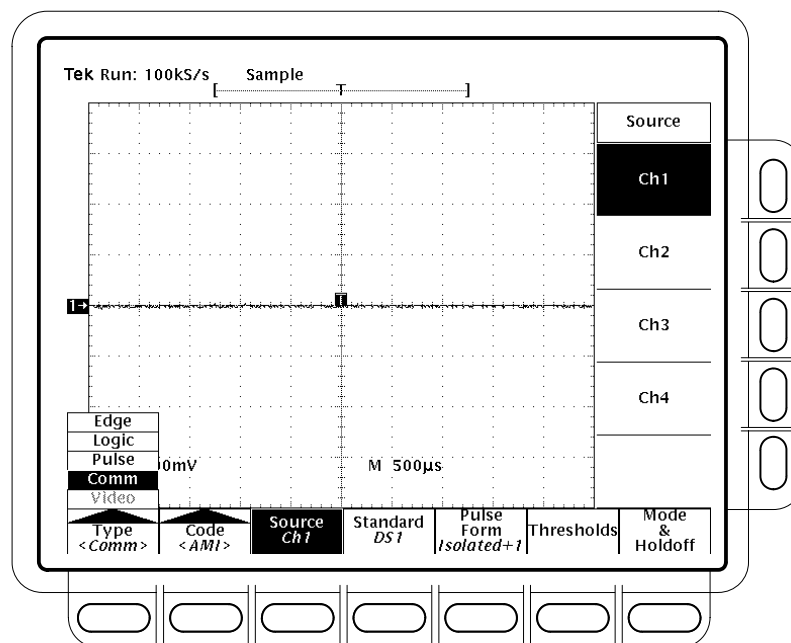 Tek Run: 100kS/s Sample
T
Source
Ch1
Ch2
Ch3
Ch4
1→
T
Edge
Logic
Pulse
Comm
Video
0mV
M 500µs
Type
<Comm>
Code
<AMI>
Source
Ch1
Standard
DS1
Pulse
Form
Isolated+1
Thresholds
Mode
&
Holdoff